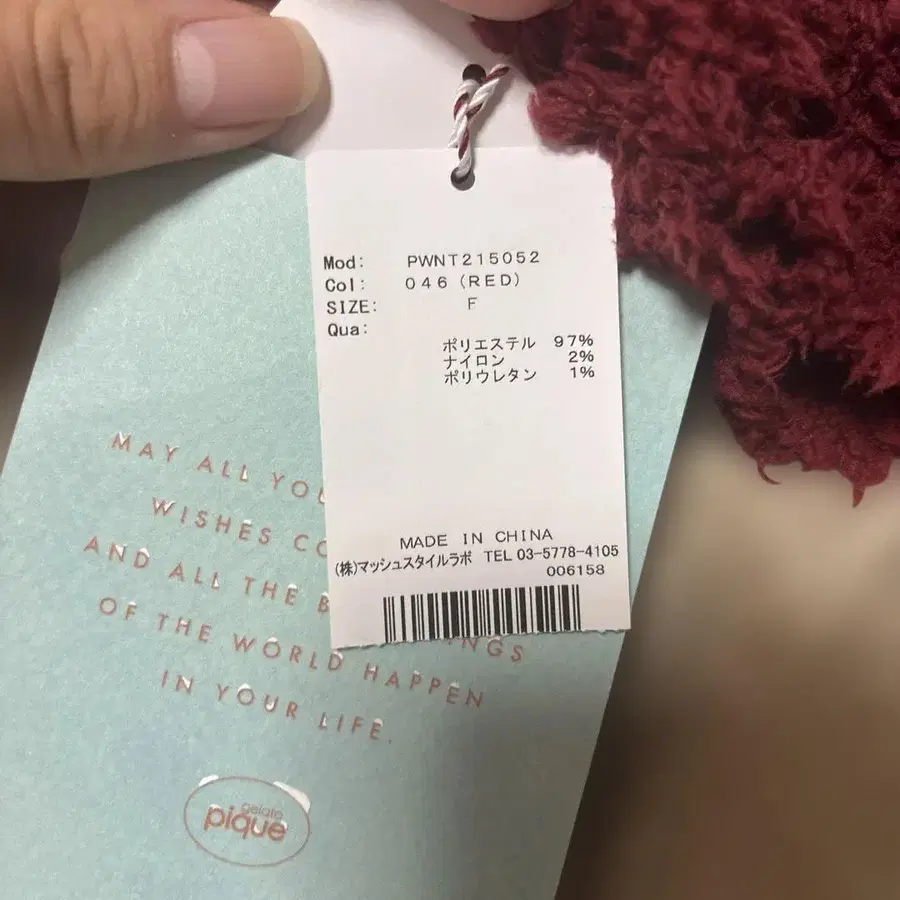 Mod: PWNT215052
Col: 046 (RED)
SIZE: F
Qua:
ポリエステル 97%
ナイロン 2%
ポリウレタン 1%
MADE IN CHINA
(株)マッシュスタイルラボ TEL 03-5778-4105
006158
MAY ALL YOU
WISHES CO
AND ALL THE B
OF THE WORLD HAPPEN
IN YOUR LIFE.
gelato
pique